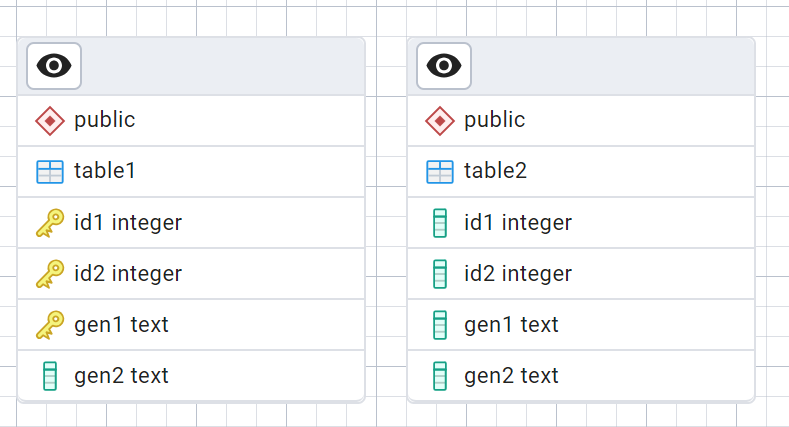 public
table1
id1 integer
id2 integer
gen1 text
gen2 text
public
table2
id1 integer
id2 integer
gen1 text
gen2 text